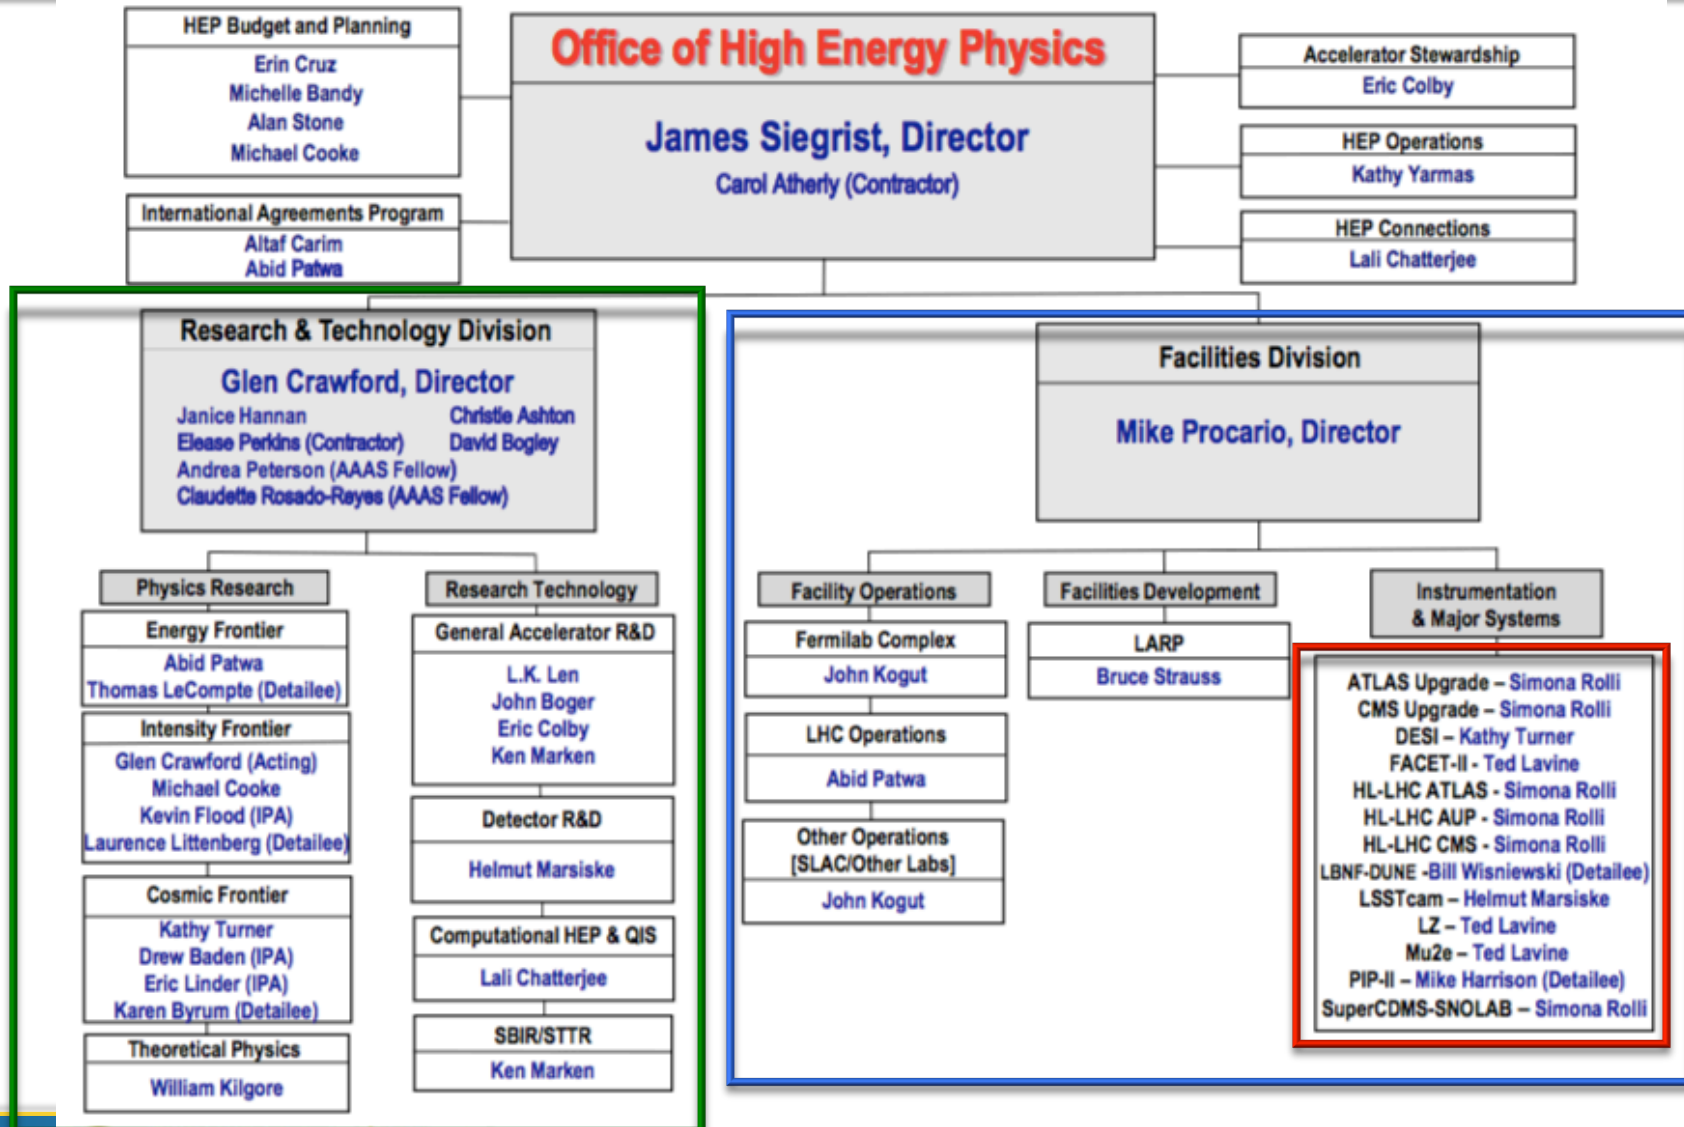 HEP Budget and Planning
Erin Cruz
Michelle Bandy
Alan Stone
Michael Cooke
International Agreements Program
Altaf Carim
Abid Patwa
Office of High Energy Physics
James Siegrist, Director
Carol Atherly (Contractor)
Accelerator Stewardship
Eric Colby
HEP Operations
Kathy Yarmas
HEP Connections
Lali Chatterjee
Research & Technology Division
Glen Crawford, Director
Janice Hannan Christie Ashton
Elease Perkins (Contractor) David Bogley
Andrea Peterson (AAAS Fellow)
Claudette Rosado-Reyes (AAAS Fellow)
Physics Research
Energy Frontier
Abid Patwa
Thomas LeCompte (Detailee)
Intensity Frontier
Glen Crawford (Acting)
Michael Cooke
Kevin Flood (IPA)
Laurence Littenberg (Detailee)
Cosmic Frontier
Kathy Turner
Drew Baden (IPA)
Eric Linder (IPA)
Karen Byrum (Detailee)
Theoretical Physics
William Kilgore
Research Technology
General Accelerator R&D
L.K. Len
John Boger
Eric Colby
Ken Marken
Detector R&D
Helmut Marsiske
Computational HEP & QIS
Lali Chatterjee
SBIR/STTR
Ken Marken
Facilities Division
Mike Procario, Director
Facility Operations
Fermilab Complex
John Kogut
LHC Operations
Abid Patwa
Other Operations
[SLAC/Other Labs]
John Kogut
Facilities Development
LARP
Bruce Strauss
Instrumentation
& Major Systems
ATLAS Upgrade – Simona Rolli
CMS Upgrade – Simona Rolli
DESI – Kathy Turner
FACET-II - Ted Lavine
HL-LHC ATLAS - Simona Rolli
HL-LHC AUP - Simona Rolli
HL-LHC CMS - Simona Rolli
LBNF-DUNE -Bill Wisniewski (Detailee)
LSSTcam – Helmut Marsiske
LZ – Ted Lavine
Mu2e – Ted Lavine
PIP-II – Mike Harrison (Detailee)
SuperCDMS-SNOLAB – Simona Rolli